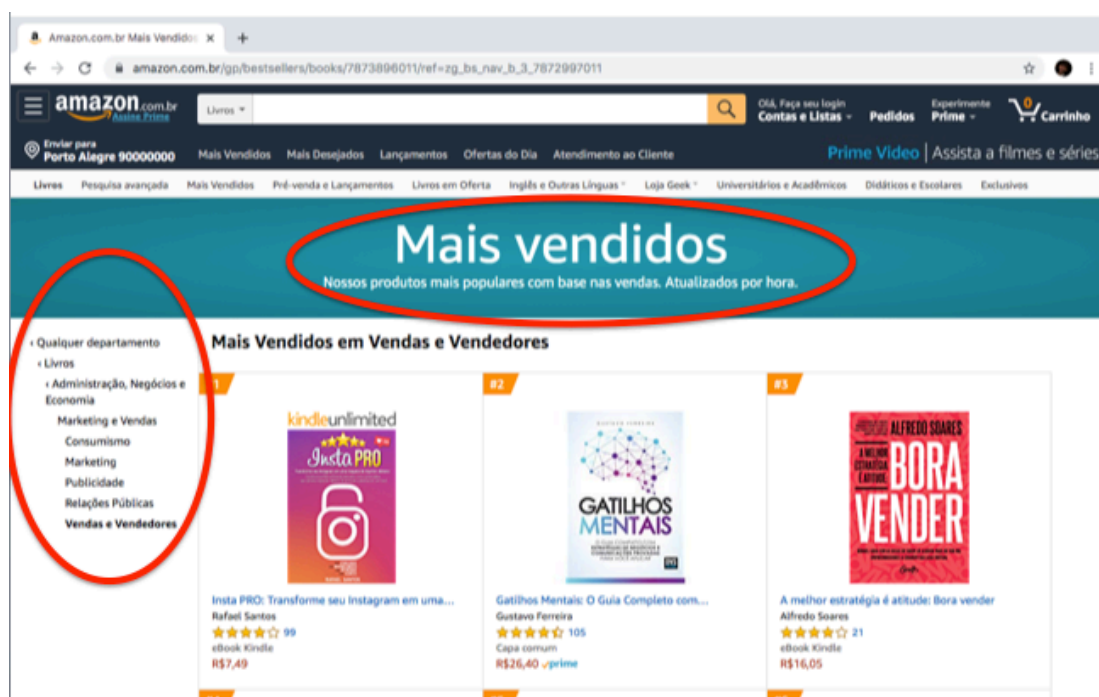 Amazon.com.br Mais Vendidos
amazon.com.br/gp/bestsellers/books/7873896011/ref=zg_bs_nav_b_3_7872997011
amazon.com.br
Assine Prime
Livros
Olá, Faça seu login
Contas e Listas
Pedidos
Experimente
Prime
0
Carrinho
Enviar para
Porto Alegre 90000000
Mais Vendidos Mais Desejados Lançamentos Ofertas do Dia Atendimento ao Cliente
Prime Video | Assista a filmes e séries
Livros Pesquisa avançada Mais Vendidos Pré-venda e Lançamentos Livros em Oferta Inglês e Outras Línguas Loja Geek Universitários e Acadêmicos Didáticos e Escolares Exclusivos
Mais vendidos
Nossos produtos mais populares com base nas vendas. Atualizados por hora.
‹ Qualquer departamento
‹ Livros
‹ Administração, Negócios e
Economia
Marketing e Vendas
Consumismo
Marketing
Publicidade
Relações Públicas
Vendas e Vendedores
Mais Vendidos em Vendas e Vendedores
#1
kindleunlimited
Insta PRO
Insta PRO: Transforme seu Instagram em uma...
Rafael Santos
99
eBook Kindle
R$7,49
#2
GUSTAVO FERREIRA
GATILHOS
MENTAIS
Gatilhos Mentais: O Guia Completo com...
Gustavo Ferreira
105
Capa comum
R$26,40 prime
#3
ALFREDO SOARES
A MELHOR
ESTRATÉGIA
É ATITUDE:
BORA
VENDER
A melhor estratégia é atitude: Bora vender
Alfredo Soares
21
eBook Kindle
R$16,05